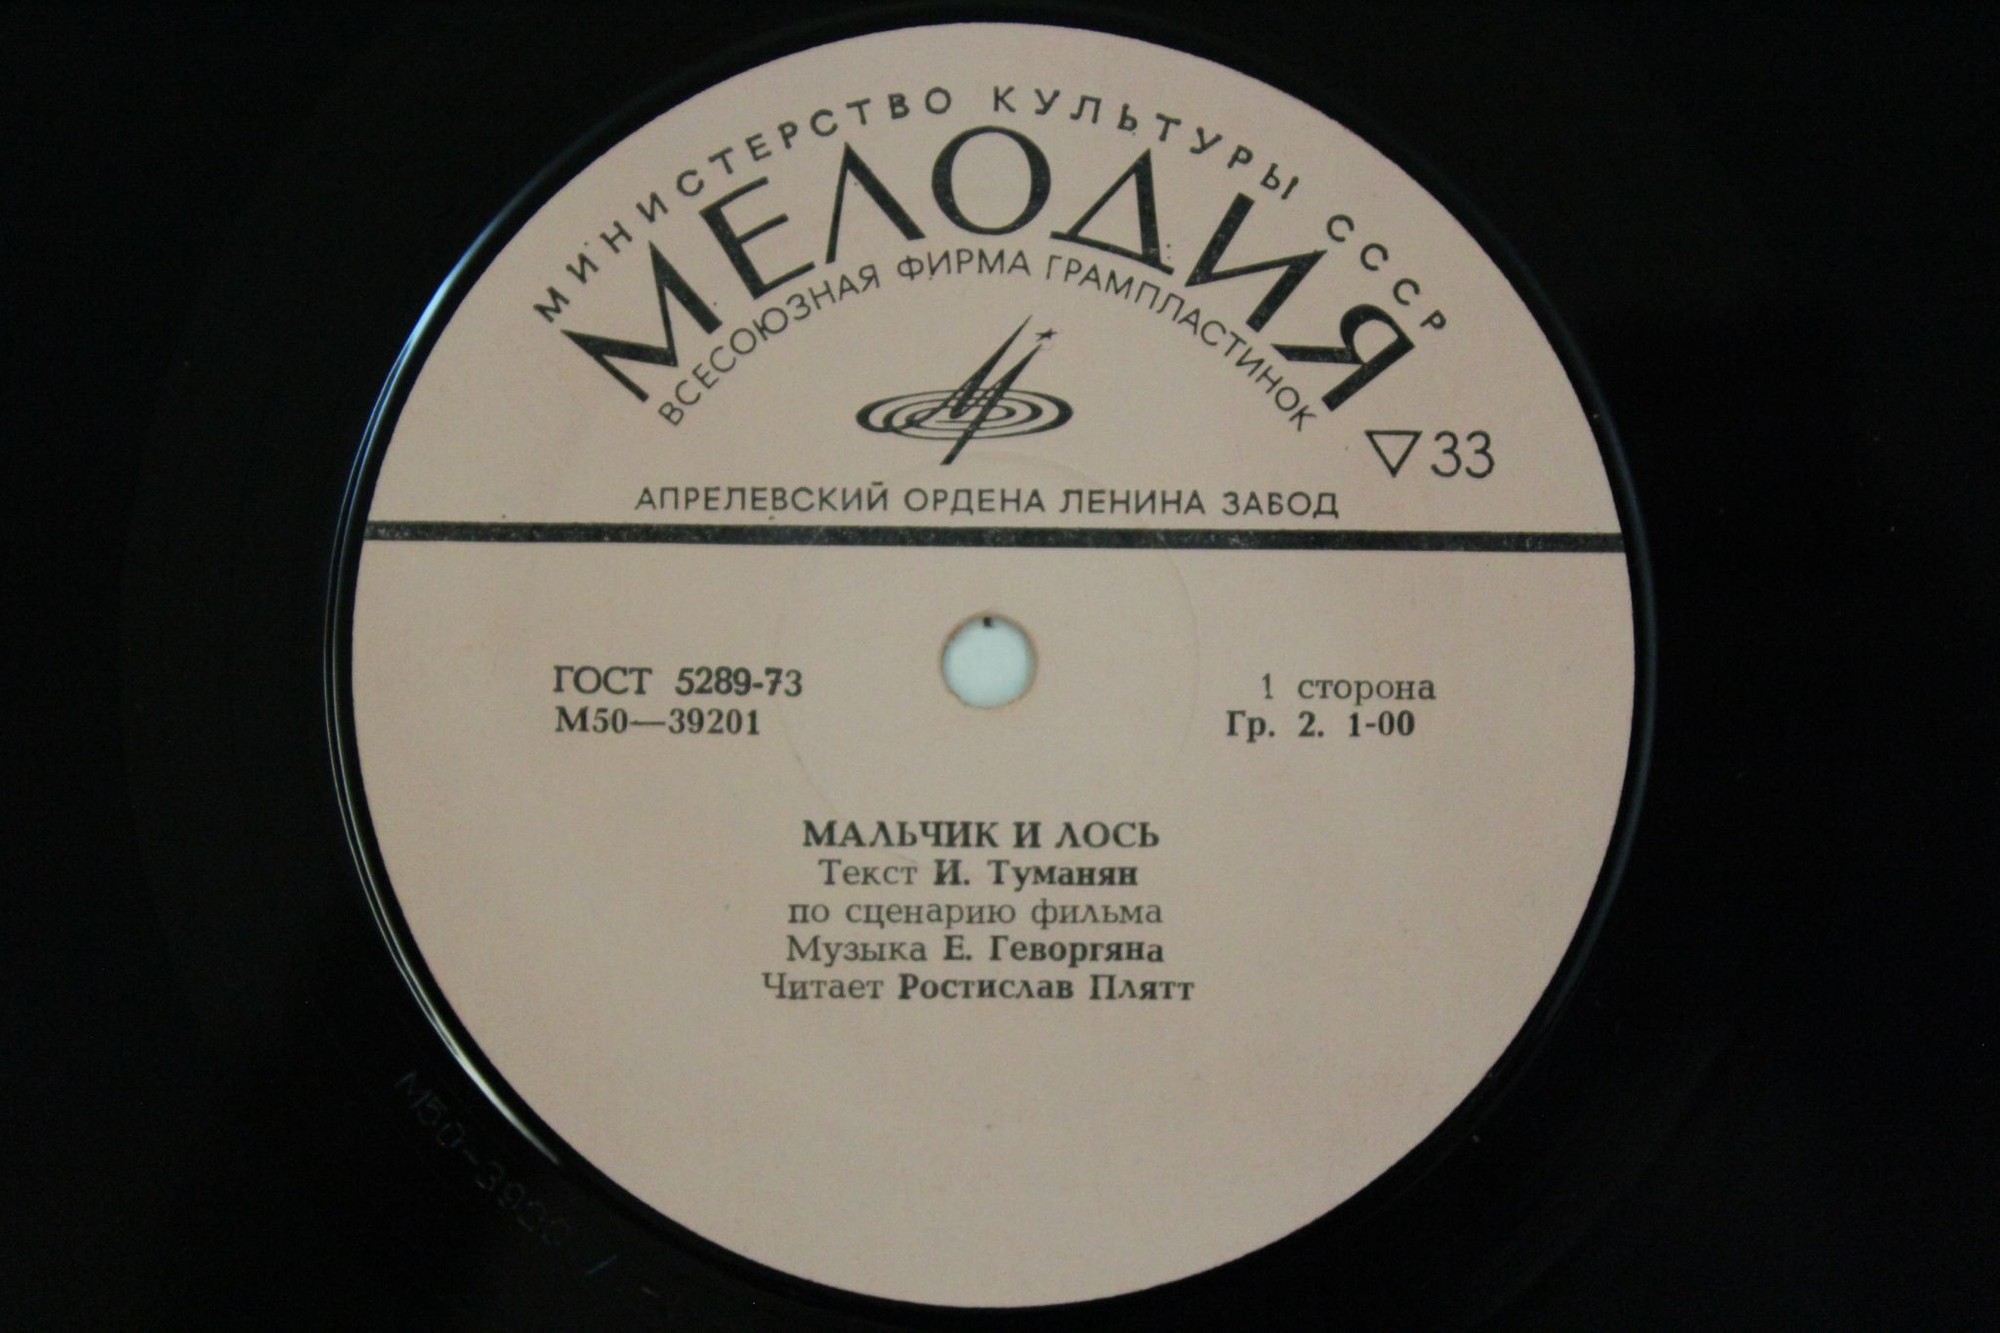 МИНИСТЕРСТВО КУЛЬТУРЫ СССР
МЕЛОДИЯ
ВСЕСОЮЗНАЯ ФИРМА ГРАМПЛАСТИНОК
33
АПРЕЛЕВСКИЙ ОРДЕНА ЛЕНИНА ЗАВОД
ГОСТ 5289-73
М50—39201
1 сторона
Гр. 2. 1-00
МАЛЬЧИК И ЛОСЬ
Текст И. Туманян
по сценарию фильма
Музыка Е. Геворгяна
Читает Ростислав Плятт